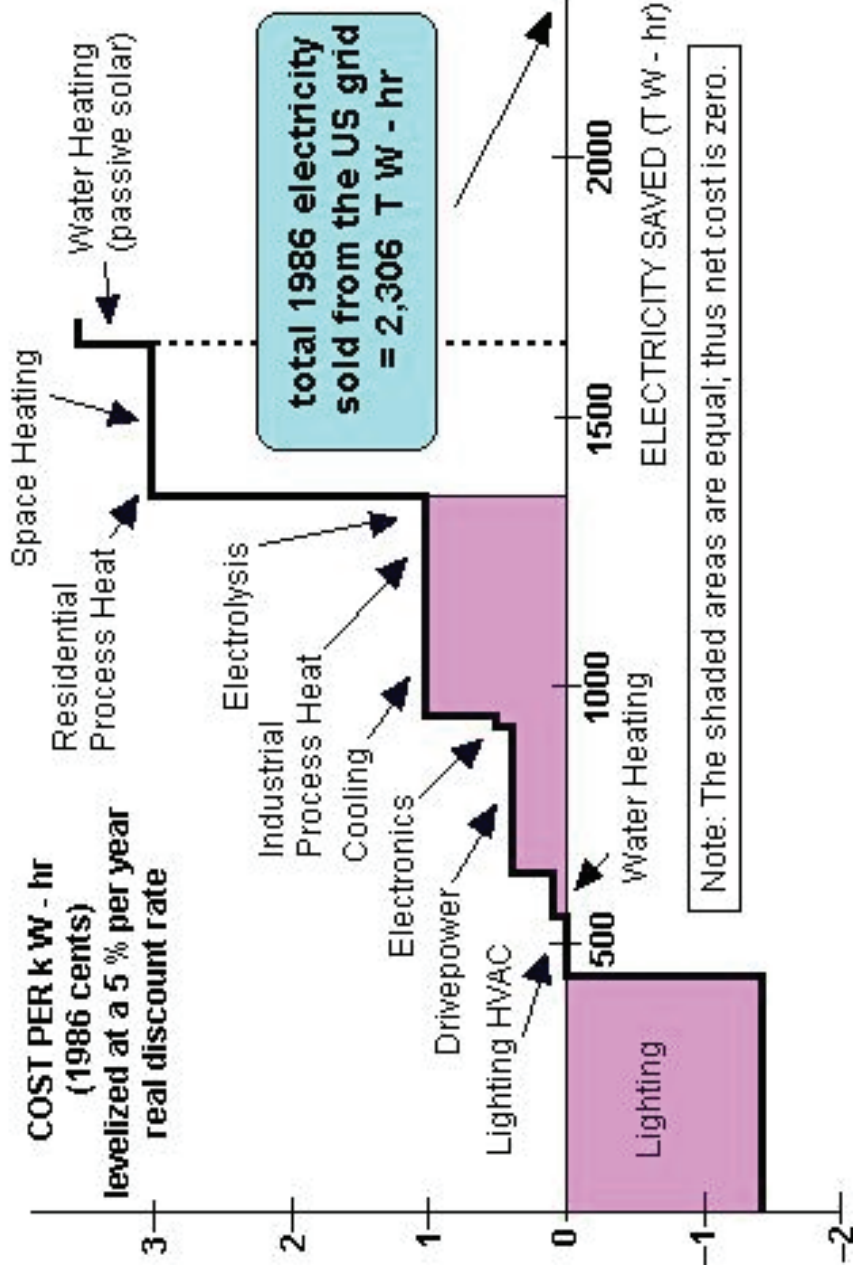 COST PER k W - hr
(1986 cents)
levelized at a 5 % per year
real discount rate
3
2
1
0
–1
–2
Space Heating
Residential
Process Heat
Water Heating
(passive solar)
Electrolysis
Industrial
Process Heat
Cooling
Electronics
Drivepower
Lighting HVAC
Lighting
Water Heating
total 1986 electricity
sold from the US grid
= 2,306 T W - hr
500
1000
1500
2000
ELECTRICITY SAVED (T W - hr)
Note: The shaded areas are equal; thus net cost is zero.